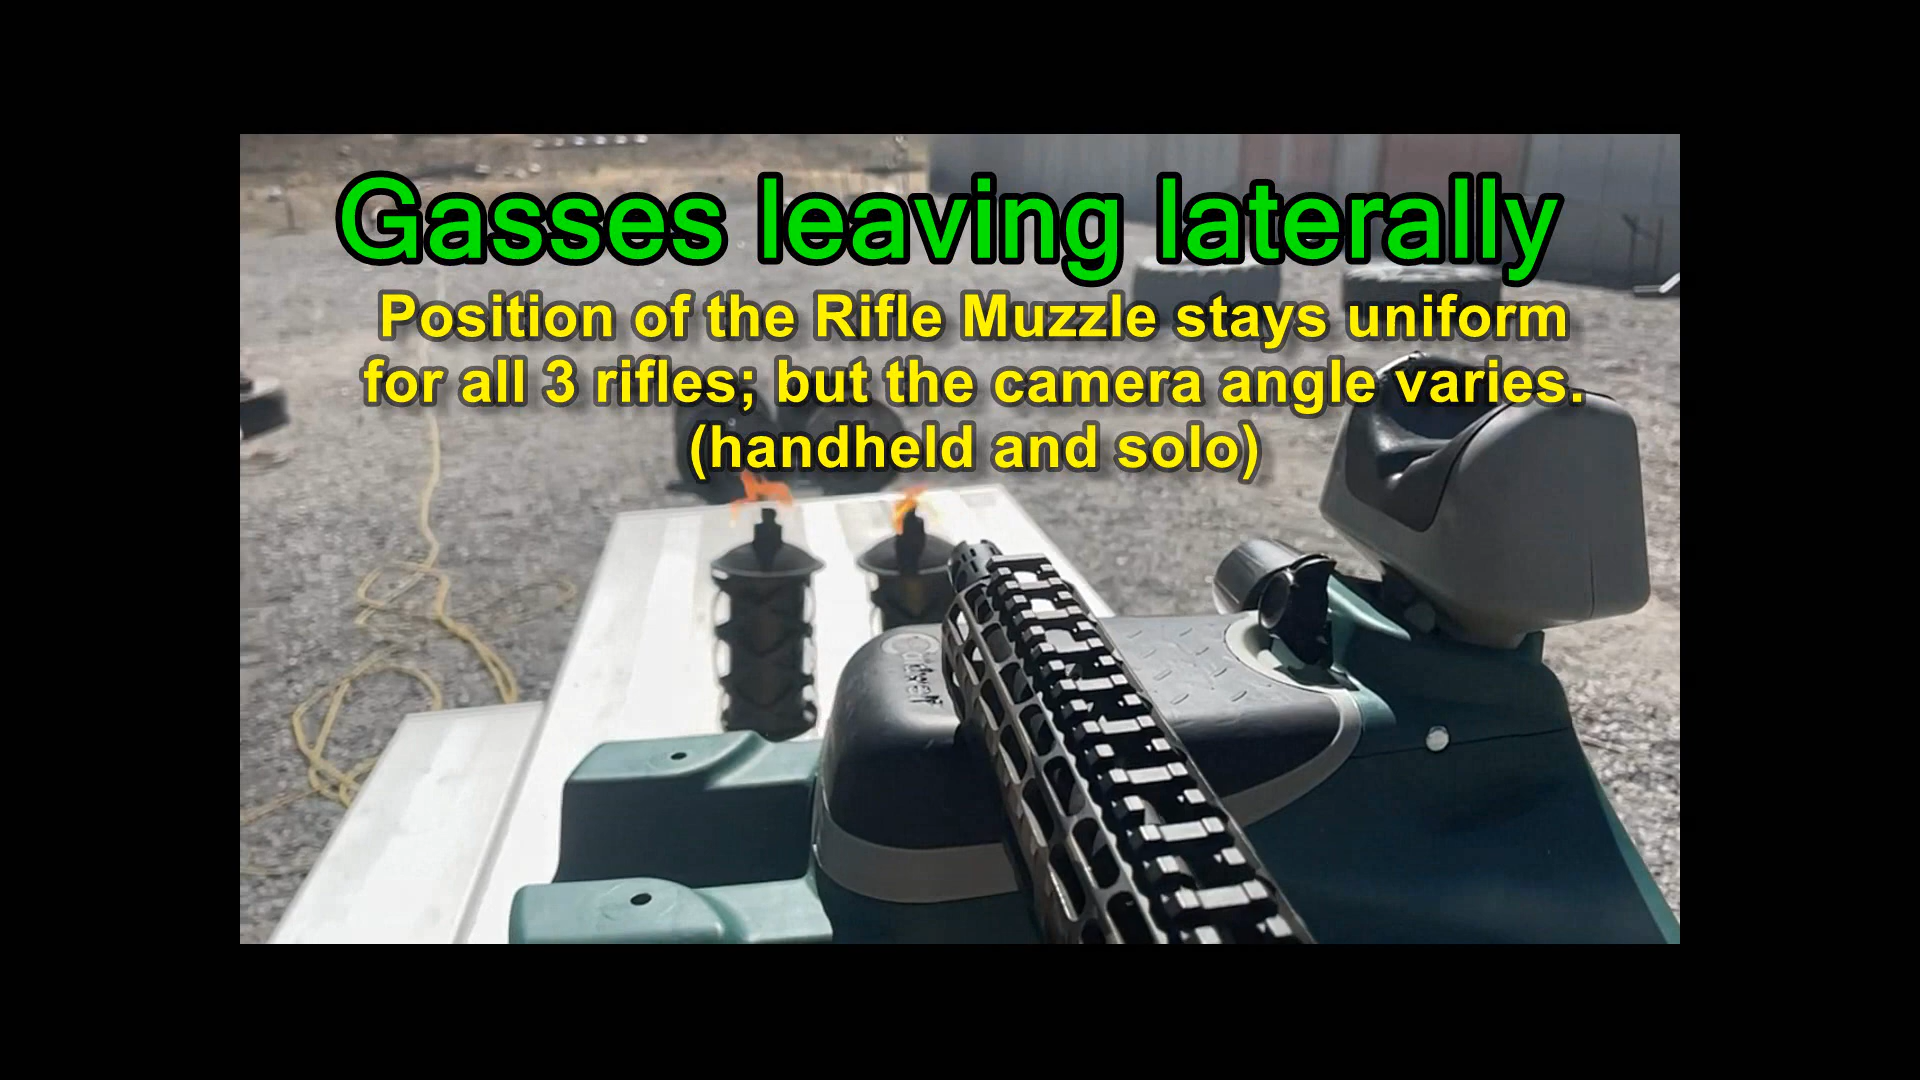 Gasses leaving laterally
Position of the Rifle Muzzle stays uniform
for all 3 rifles; but the camera angle varies.
(handheld and solo)
Caldwell